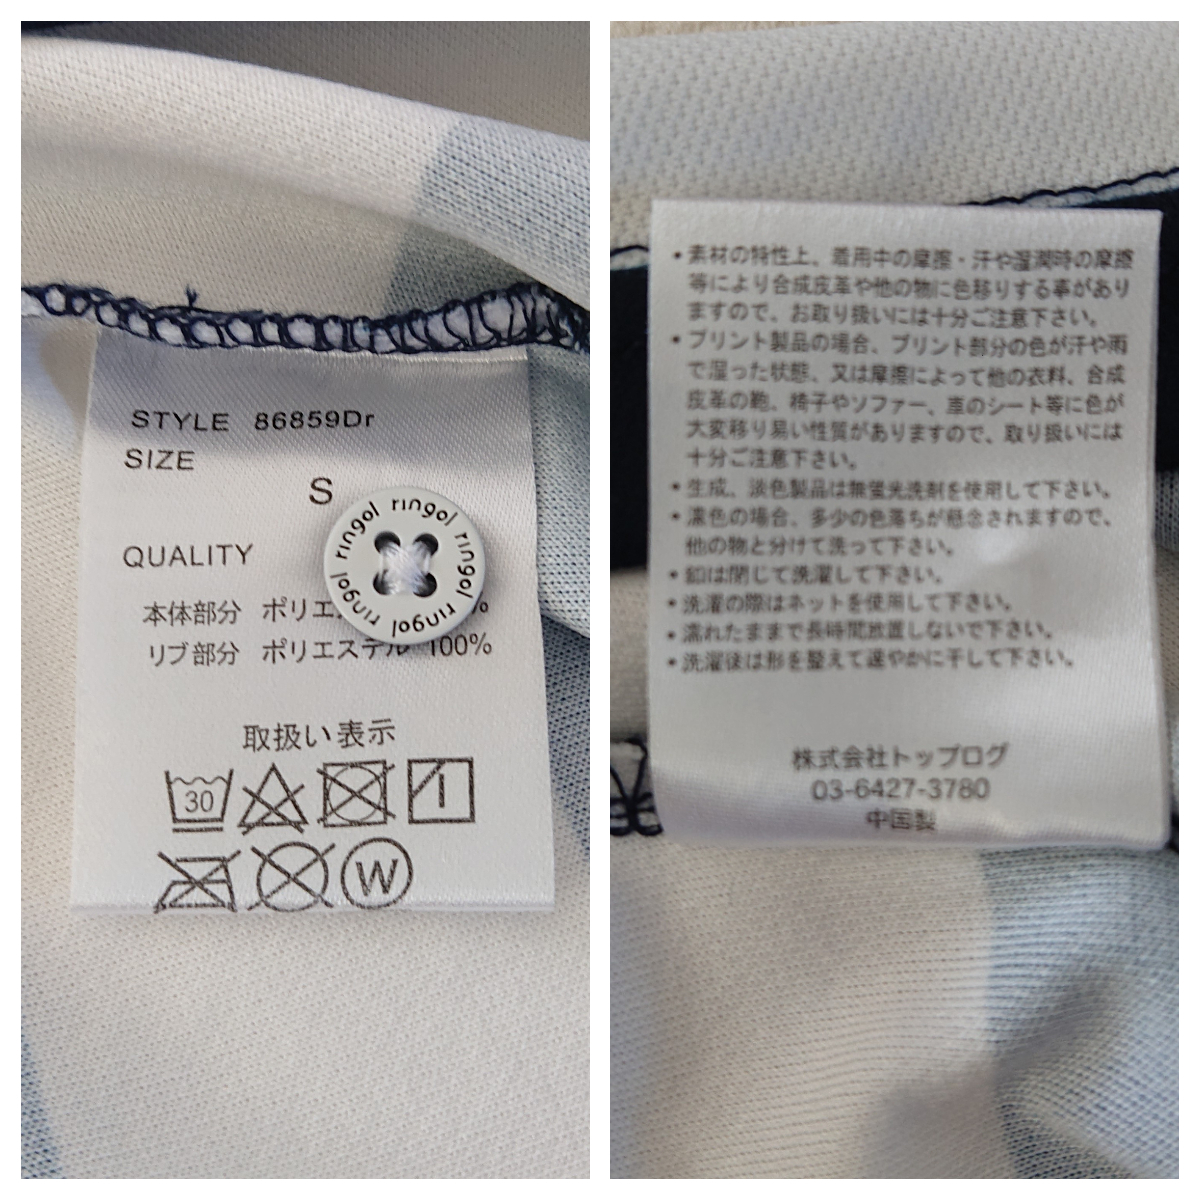 STYLE 86859Dr
SIZE
S
ringol ringol ringol ringol ringol ringol
QUALITY
本体部分 ポリエ %
リブ部分 ポリエステル 100%
取扱い表示
30
W
・素材の特性上、着用中の摩擦・汗や湿潤時の摩擦
等により合成皮革や他の物に色移りする事があり
ますので、お取り扱いには十分ご注意下さい。
・プリント製品の場合、プリント部分の色が汗や雨
で湿った状態、又は摩擦によって他の衣料、合成
皮革の鞄、椅子やソファー、車のシート等に色が
大変移り易い性質がありますので、取り扱いには
十分ご注意下さい。
・生成、淡色製品は無蛍光洗剤を使用して下さい。
・濃色の場合、多少の色落ちが懸念されますので、
他の物と分けて洗って下さい。
・釦は閉じて洗濯して下さい。
・洗濯の際はネットを使用して下さい。
・濡れたままで長時間放置しないで下さい。
・洗濯後は形を整えて速やかに干して下さい。
株式会社トップログ
03-6427-3780
中国製